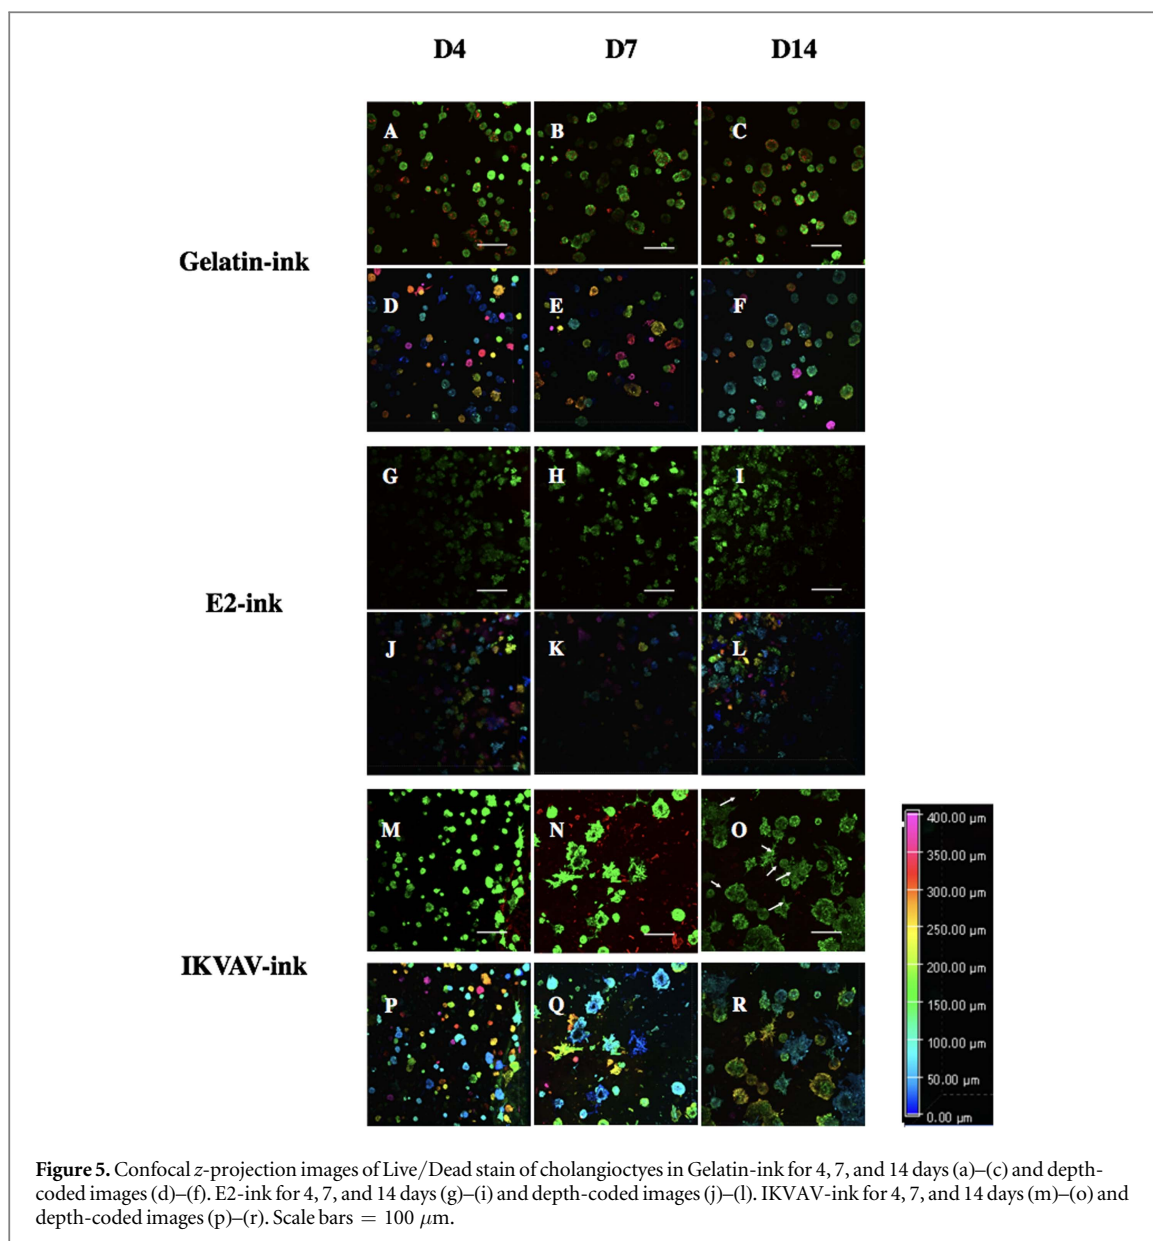 D4 D7 D14
A B C
Gelatin-ink
D E F
G H I
E2-ink
J K L
M N O
400.00 µm
350.00 µm
300.00 µm
250.00 µm
IKVAV-ink
200.00 µm
P Q R
150.00 µm
100.00 µm
50.00 µm
0.00 µm
Figure 5. Confocal z-projection images of Live/Dead stain of cholangioctyes in Gelatin-ink for 4, 7, and 14 days (a)–(c) and depth-
coded images (d)–(f). E2-ink for 4, 7, and 14 days (g)–(i) and depth-coded images (j)–(l). IKVAV-ink for 4, 7, and 14 days (m)–(o) and
depth-coded images (p)–(r). Scale bars = 100 μm.